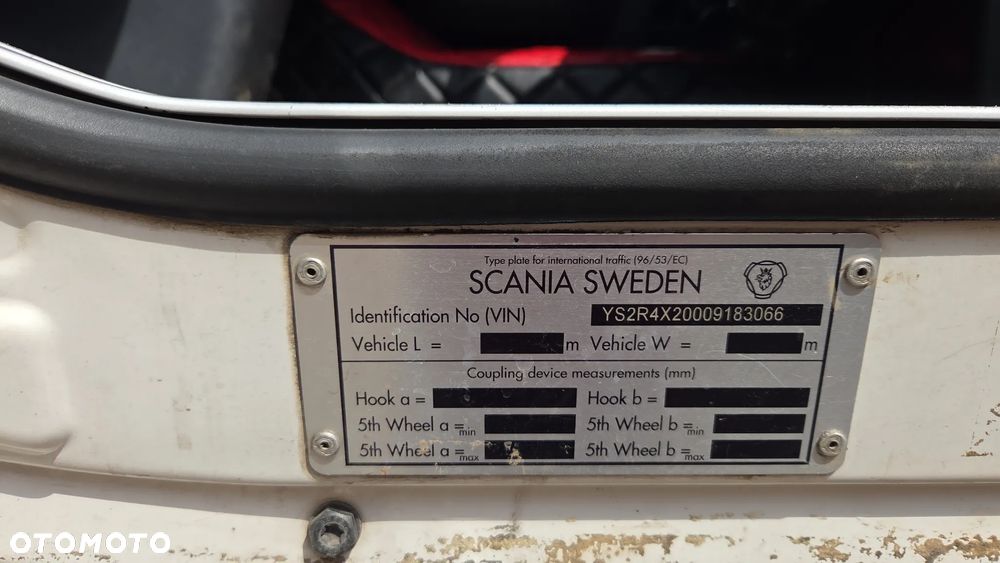 Type plate for international traffic (96/53/EC)
SCANIA SWEDEN
Identification No (VIN) YS2R4X20009183066
Vehicle L = m Vehicle W = m
Coupling device measurements (mm)
Hook a = Hook b =
5th Wheel a = min 5th Wheel b = min
5th Wheel a = max 5th Wheel b = max
OTOMOTO